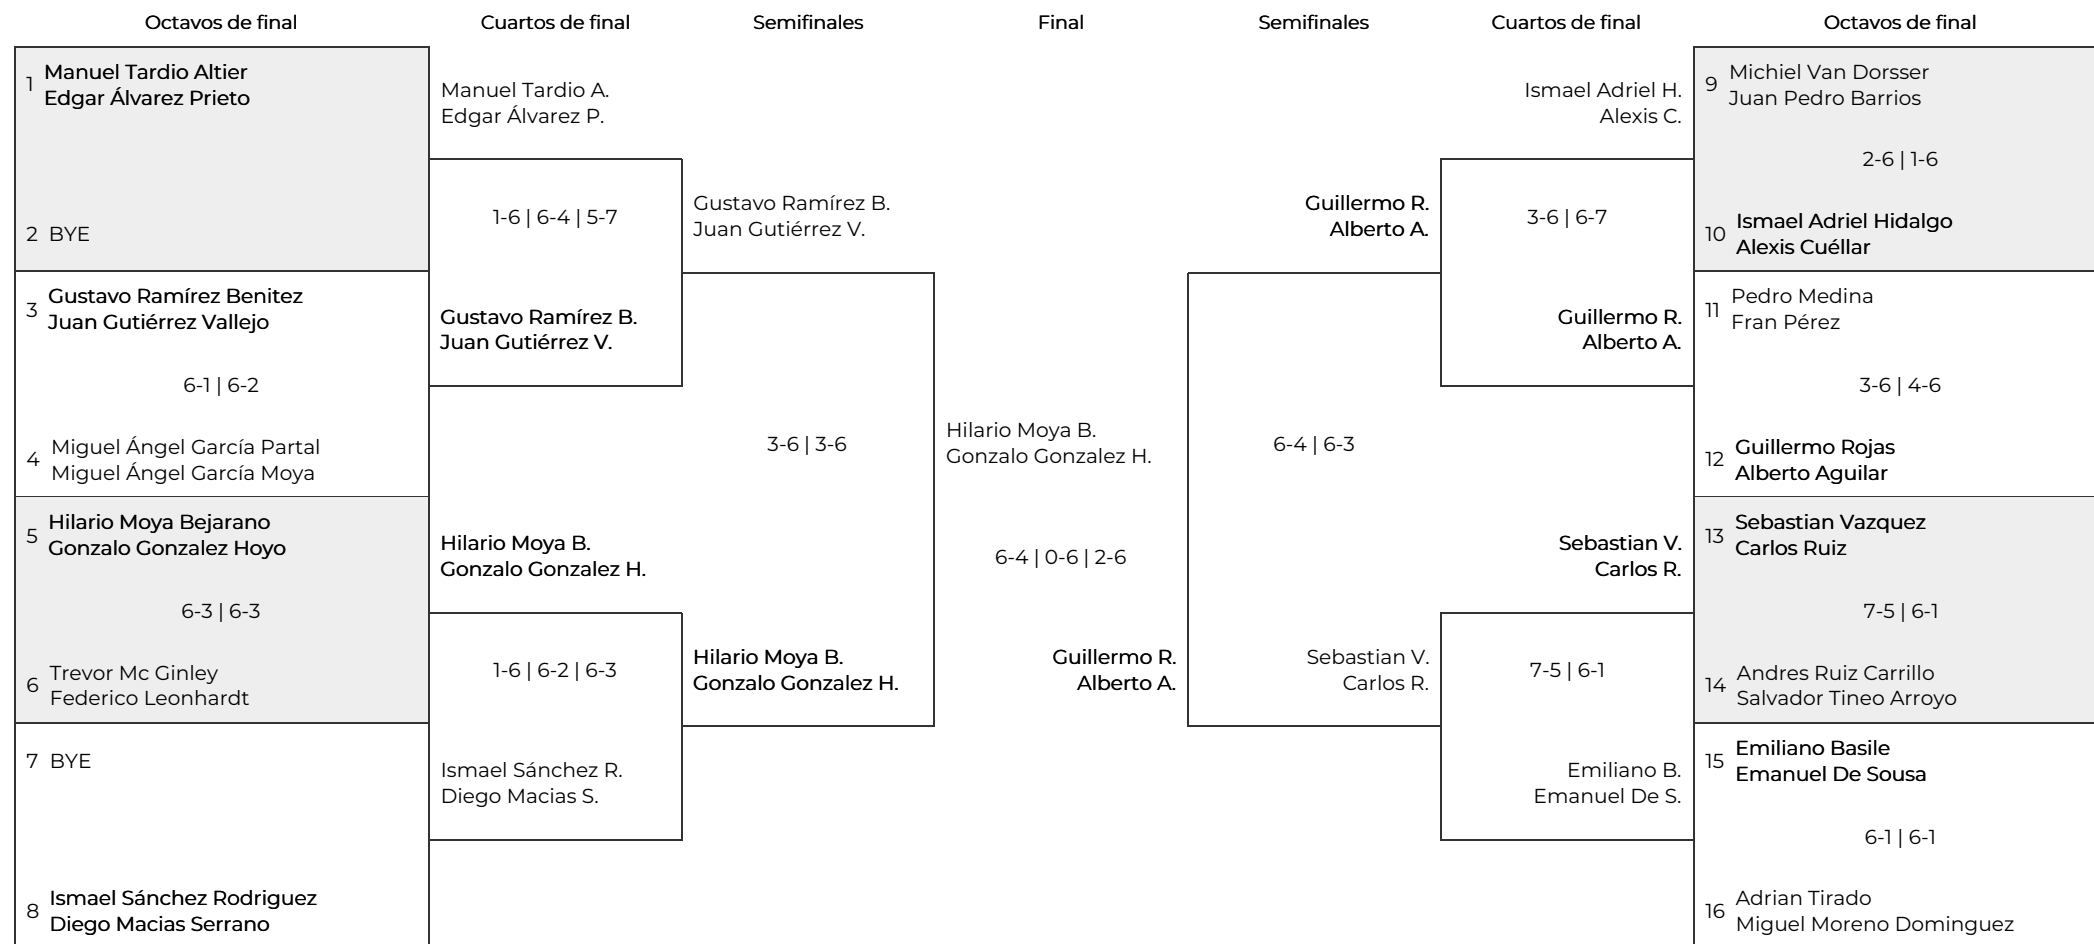 Octavos de final
Cuartos de final
Semifinales
Final
Semifinales
Cuartos de final
Octavos de final
1 Manuel Tardio Altier
Edgar Álvarez Prieto
2 BYE
3 Gustavo Ramírez Benitez
Juan Gutiérrez Vallejo
6-1 | 6-2
4 Miguel Ángel García Partal
Miguel Ángel García Moya
5 Hilario Moya Bejarano
Gonzalo Gonzalez Hoyo
6-3 | 6-3
6 Trevor Mc Ginley
Federico Leonhardt
7 BYE
8 Ismael Sánchez Rodriguez
Diego Macias Serrano
Manuel Tardio A.
Edgar Álvarez P.
1-6 | 6-4 | 5-7
Gustavo Ramírez B.
Juan Gutiérrez V.
Hilario Moya B.
Gonzalo Gonzalez H.
1-6 | 6-2 | 6-3
Ismael Sánchez R.
Diego Macias S.
Gustavo Ramírez B.
Juan Gutiérrez V.
3-6 | 3-6
Hilario Moya B.
Gonzalo Gonzalez H.
Hilario Moya B.
Gonzalo Gonzalez H.
6-4 | 0-6 | 2-6
Guillermo R.
Alberto A.
Guillermo R.
Alberto A.
6-4 | 6-3
Sebastian V.
Carlos R.
Ismael Adriel H.
Alexis C.
3-6 | 6-7
Guillermo R.
Alberto A.
Sebastian V.
Carlos R.
7-5 | 6-1
Emiliano B.
Emanuel De S.
9 Michiel Van Dorsser
Juan Pedro Barrios
2-6 | 1-6
10 Ismael Adriel Hidalgo
Alexis Cuéllar
11 Pedro Medina
Fran Pérez
3-6 | 4-6
12 Guillermo Rojas
Alberto Aguilar
13 Sebastian Vazquez
Carlos Ruiz
7-5 | 6-1
14 Andres Ruiz Carrillo
Salvador Tineo Arroyo
15 Emiliano Basile
Emanuel De Sousa
6-1 | 6-1
16 Adrian Tirado
Miguel Moreno Dominguez